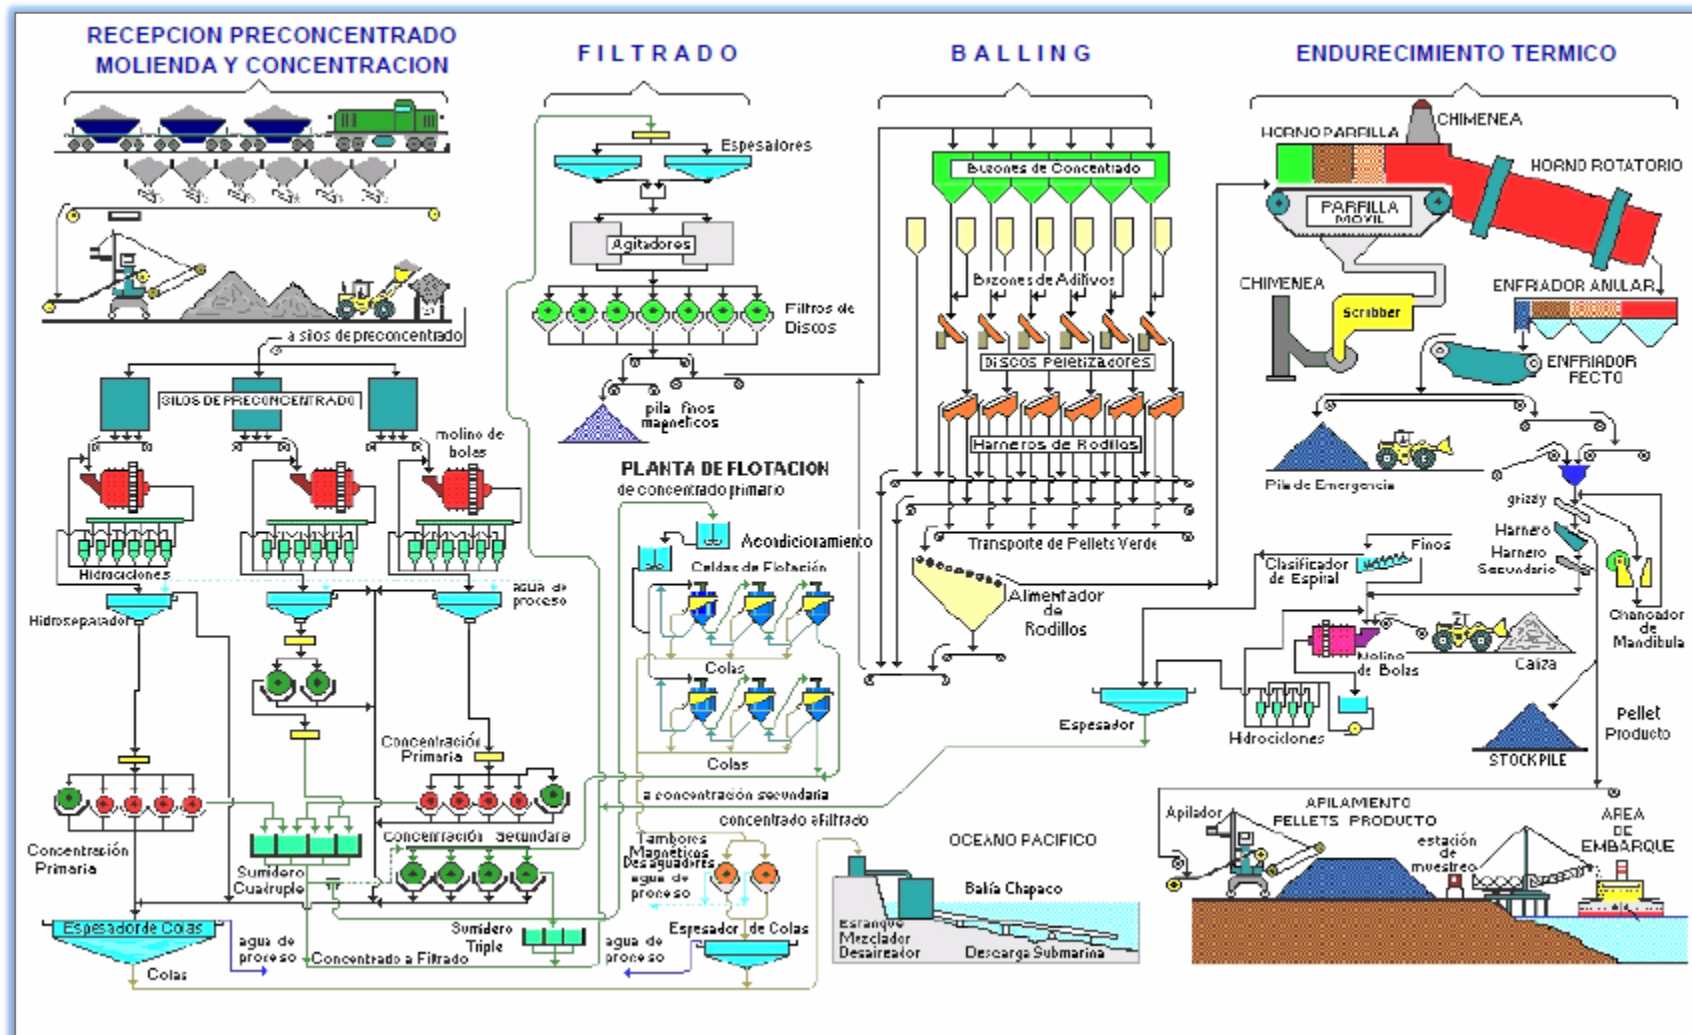 RECEPCION PRECONCENTRADO
MOLIENDA Y CONCENTRACION
a silos de preconcentrado
SILOS DE PRECONCENTRADO
molino de
bolas
Hidrociclones
agua de
proceso
Hidroseparador
Concentración
Primaria
Concentración
Primaria
Concentración Secundaria
Sumidero
Cuadruple
Sumidero
Triple
Espesador de Colas
agua de
proceso
Colas
Concentrado a Filtrado
FILTRADO
Espesadores
Agitadores
Filtros de
Discos
pila finos
magneticos
PLANTA DE FLOTACION
de concentrado primario
Acondicionamiento
Celdas de Flotación
Colas
Colas
a concentración secundaria
concentrado a Filtrado
Tambores
Magnéticos
Desaguadores
agua de
proceso
Espesador de Colas
agua de
proceso
BALLING
Buzones de Concentrado
Buzones de Aditivos
Discos Peletizadores
Harneros de Rodillos
Transporte de Pellets Verde
Alimentador
de
Rodillos
Espesador
OCEANO PACIFICO
Bahía Chapaco
Estanque
Mezclador
Desaireador
Descarga Submarina
ENDURECIMIENTO TERMICO
CHIMENEA
HORNO PARRILLA
HORNO ROTATORIO
PARRILLA
MOVIL
CHIMENEA
Scrubber
ENFRIADOR ANULAR
ENFRIADOR
RECTO
Pila de Emergencia
grizzly
Harnero
Harnero
Secundario
Finos
Clasificador
de Espiral
Chancador de
Mandibula
Molino
de Bolas
Caliza
Hidrociclones
Pellet
Producto
STOCKPILE
Apilador
APILAMIENTO
PELLETS PRODUCTO
estación
de
muestreo
AREA
DE
EMBARQUE